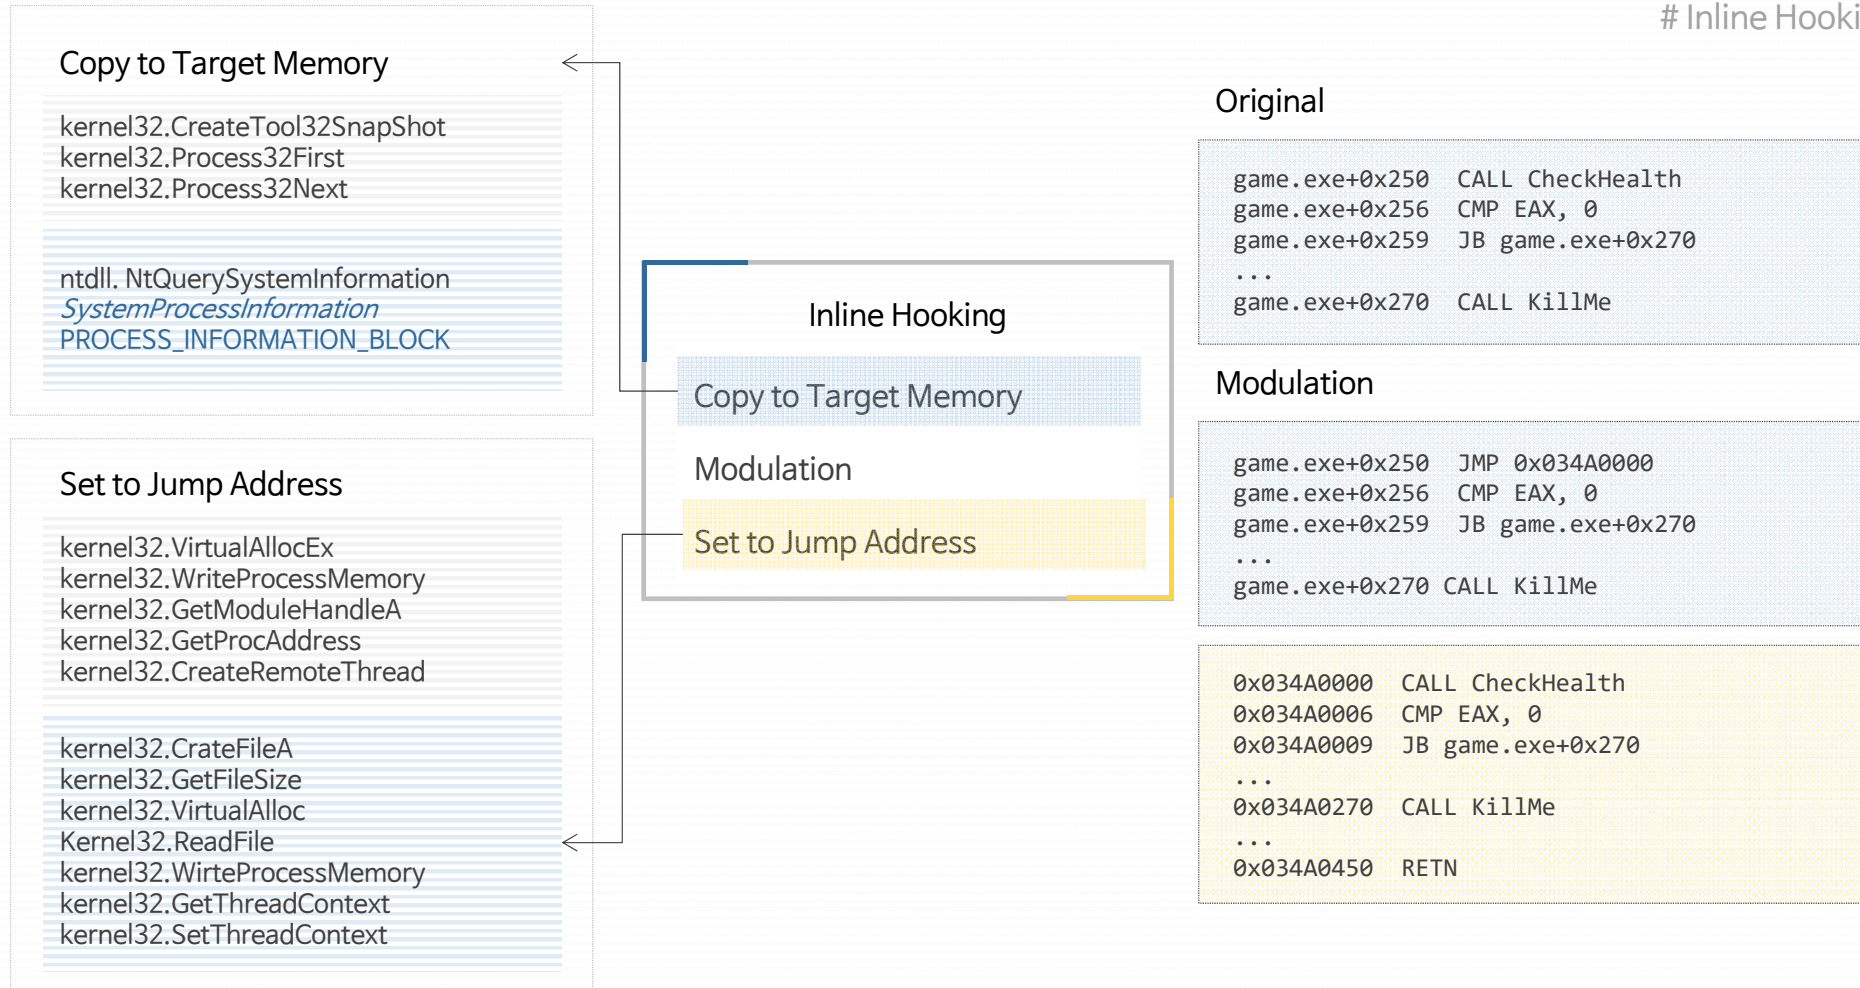 # Inline Hooki
Copy to Target Memory
kernel32.CreateTool32SnapShot
kernel32.Process32First
kernel32.Process32Next
ntdll. NtQuerySystemInformation
SystemProcessInformation
PROCESS_INFORMATION_BLOCK
Set to Jump Address
kernel32.VirtualAllocEx
kernel32.WriteProcessMemory
kernel32.GetModuleHandleA
kernel32.GetProcAddress
kernel32.CreateRemoteThread
kernel32.CrateFileA
kernel32.GetFileSize
kernel32.VirtualAlloc
Kernel32.ReadFile
kernel32.WirteProcessMemory
kernel32.GetThreadContext
kernel32.SetThreadContext
Inline Hooking
Copy to Target Memory
Modulation
Set to Jump Address
Original
game.exe+0x250 CALL CheckHealth
game.exe+0x256 CMP EAX, 0
game.exe+0x259 JB game.exe+0x270
...
game.exe+0x270 CALL KillMe
Modulation
game.exe+0x250 JMP 0x034A0000
game.exe+0x256 CMP EAX, 0
game.exe+0x259 JB game.exe+0x270
...
game.exe+0x270 CALL KillMe
0x034A0000 CALL CheckHealth
0x034A0006 CMP EAX, 0
0x034A0009 JB game.exe+0x270
...
0x034A0270 CALL KillMe
...
0x034A0450 RETN